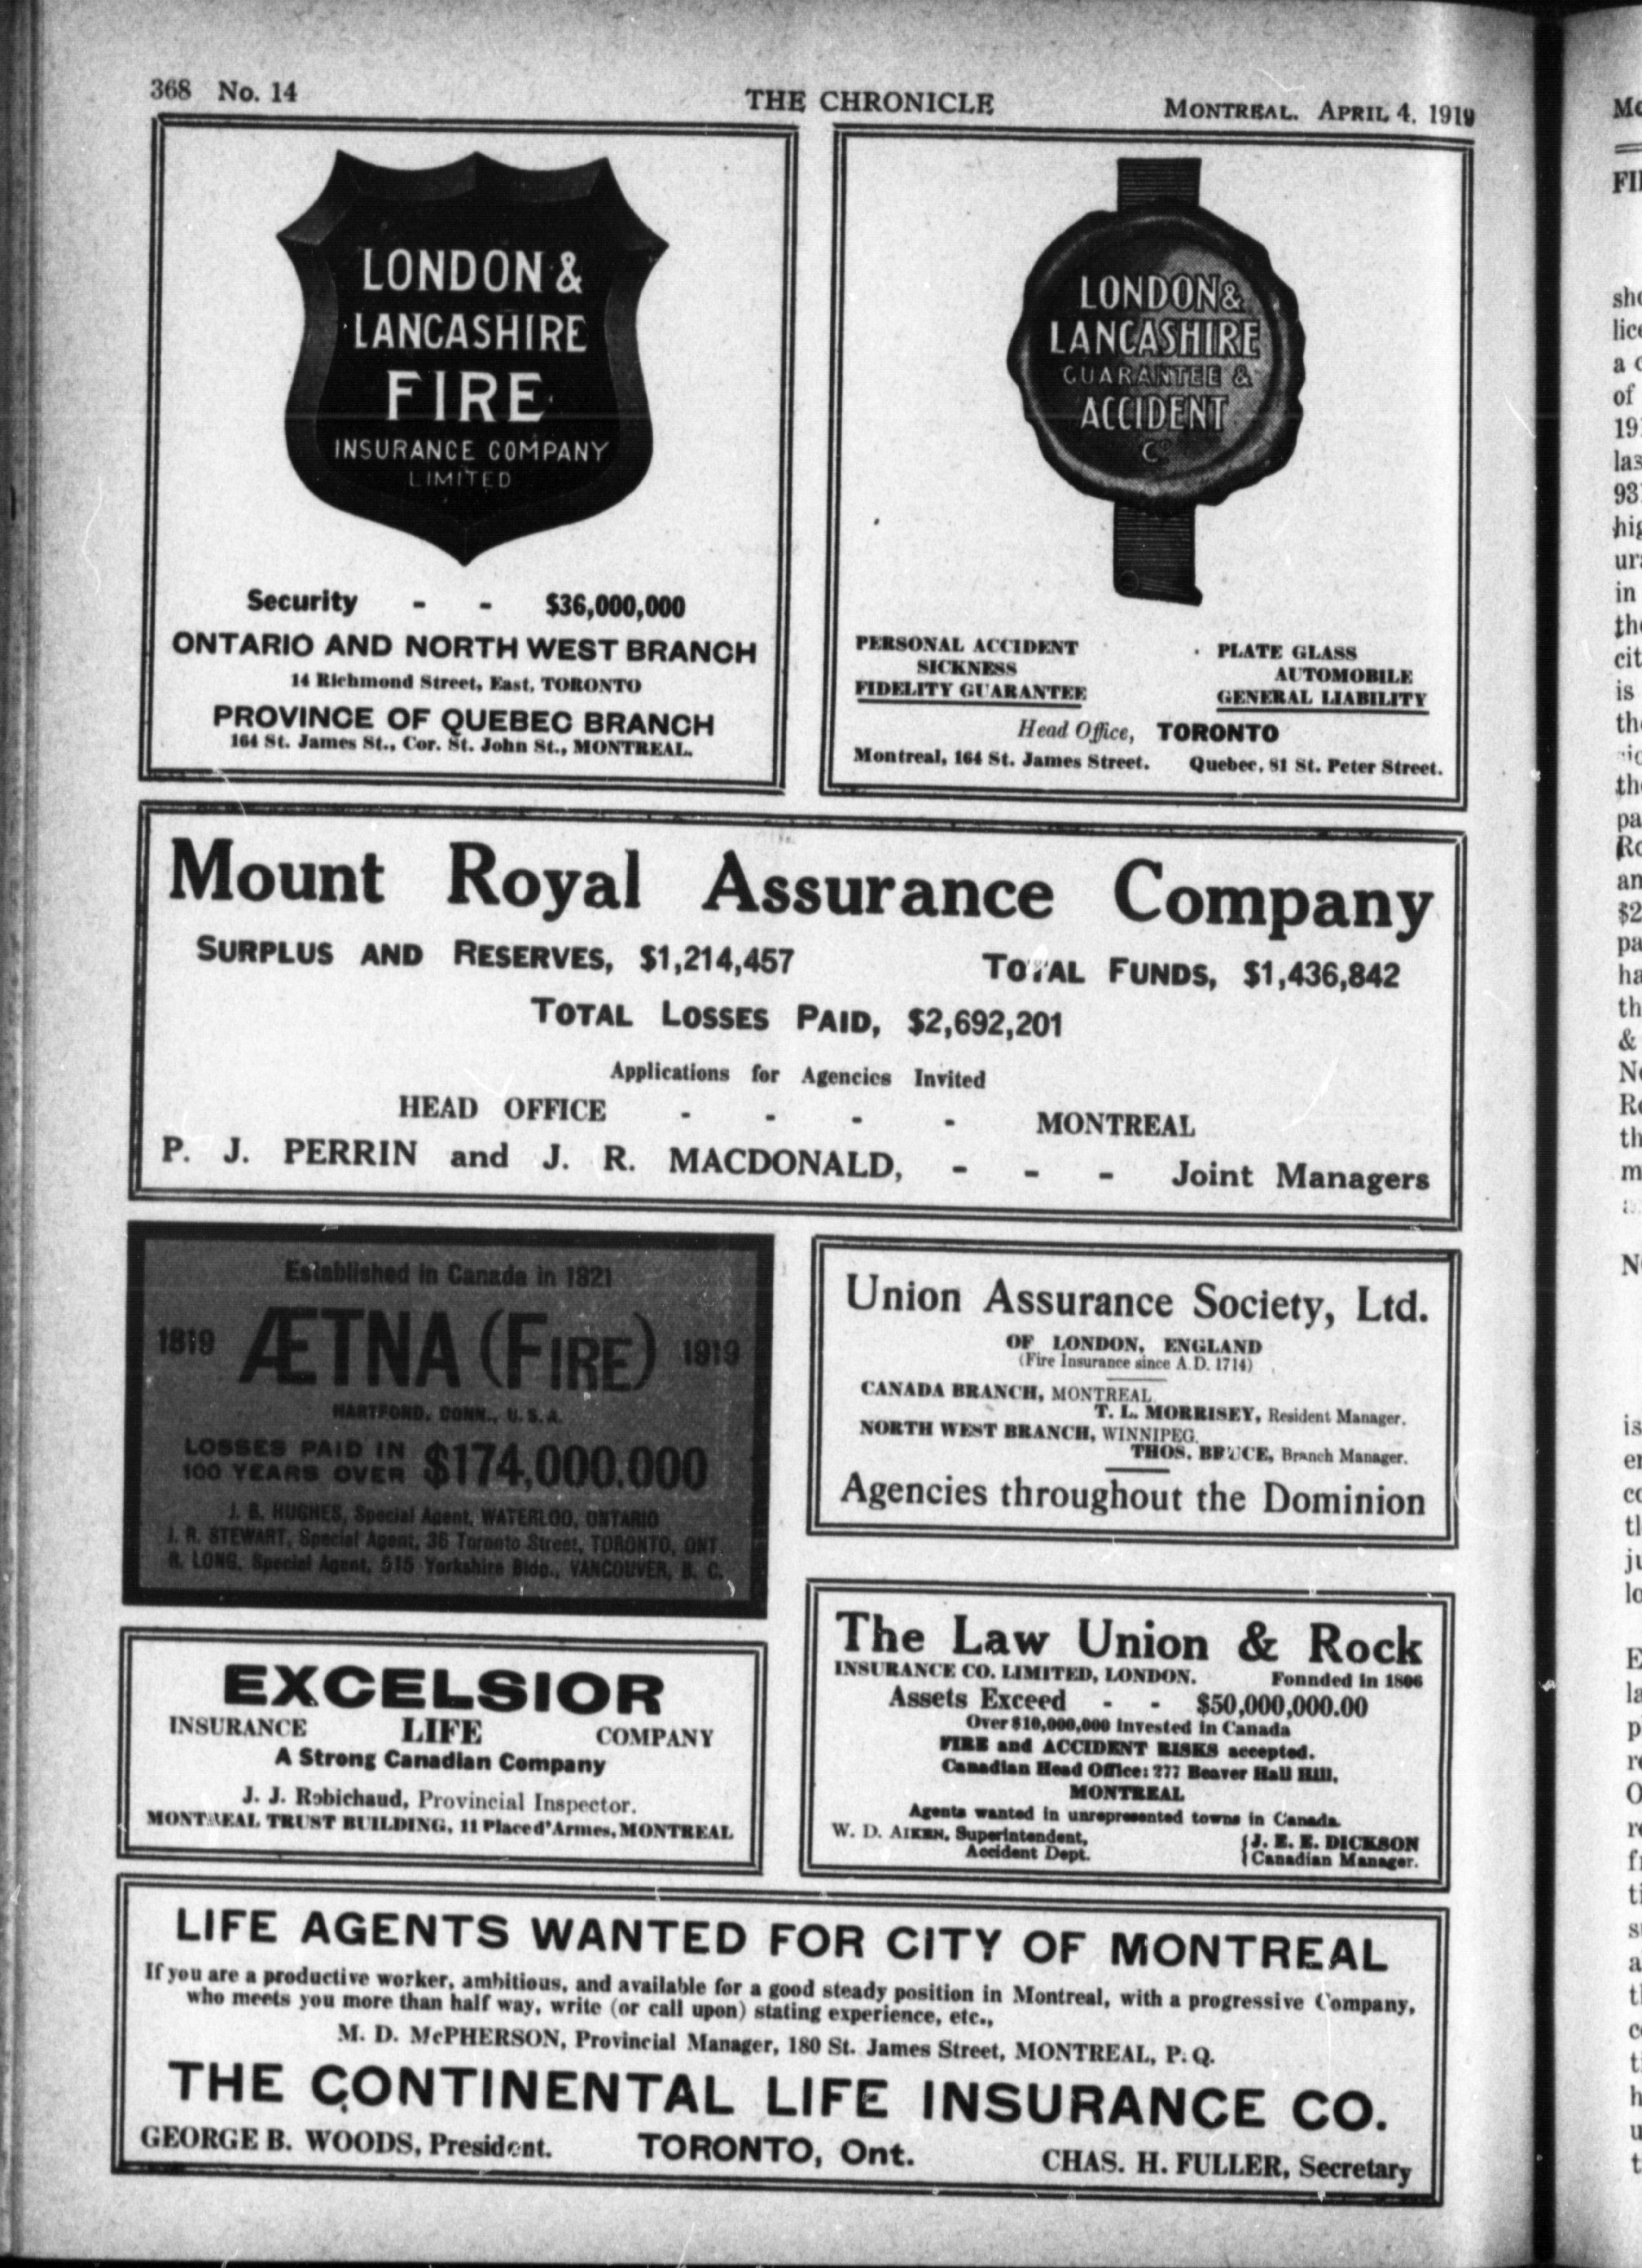 368 No. 14
THE CHRONICLE
MONTREAL. APRIL 4, 1919
LONDON &
LANCASHIRE
FIRE
INSURANCE COMPANY
LIMITED
Security - - $36,000,000
ONTARIO AND NORTH WEST BRANCH
14 Richmond Street, East, TORONTO
PROVINCE OF QUEBEC BRANCH
164 St. James St., Cor. St. John St., MONTREAL.
LONDON &
LANCASHIRE
GUARANTEE &
ACCIDENT
Co
PERSONAL ACCIDENT
SICKNESS
FIDELITY GUARANTEE
PLATE GLASS
AUTOMOBILE
GENERAL LIABILITY
Head Office, TORONTO
Montreal, 164 St. James Street. Quebec, 81 St. Peter Street.
Mount Royal Assurance Company
SURPLUS AND RESERVES, $1,214,457 TOTAL FUNDS, $1,436,842
TOTAL LOSSES PAID, $2,692,201
Applications for Agencies Invited
HEAD OFFICE - - - - MONTREAL
P. J. PERRIN and J. R. MACDONALD, - - - Joint Managers
Established in Canada in 1821
1819 ÆTNA (FIRE) 1919
HARTFORD, CONN., U. S. A.
LOSSES PAID IN
100 YEARS OVER $174,000.000
J. B. HUGHES, Special Agent, WATERLOO, ONTARIO
J. R. STEWART, Special Agent, 36 Toronto Street, TORONTO, ONT.
R. LONG, Special Agent, 515 Yorkshire Bldg., VANCOUVER, B. C.
Union Assurance Society, Ltd.
OF LONDON, ENGLAND
(Fire Insurance since A.D. 1714)
CANADA BRANCH, MONTREAL
T. L. MORRISEY, Resident Manager.
NORTH WEST BRANCH, WINNIPEG.
THOS. BRUCE, Branch Manager.
Agencies throughout the Dominion
EXCELSIOR
INSURANCE LIFE COMPANY
A Strong Canadian Company
J. J. Robichaud, Provincial Inspector.
MONTREAL TRUST BUILDING, 11 Place d'Armes, MONTREAL
The Law Union & Rock
INSURANCE CO. LIMITED, LONDON. Fonnded in 1806
Assets Exceed - - $50,000,000.00
Over $10,000,000 invested in Canada
FIRE and ACCIDENT RISKS accepted.
Canadian Head Office: 277 Beaver Hall Hill,
MONTREAL
Agents wanted in unrepresented towns in Canada.
W. D. AIKEN, Superintendent,
Accident Dept.
J. E. E. DICKSON
Canadian Manager.
LIFE AGENTS WANTED FOR CITY OF MONTREAL
If you are a productive worker, ambitious, and available for a good steady position in Montreal, with a progressive Company,
who meets you more than half way, write (or call upon) stating experience, etc.,
M. D. McPHERSON, Provincial Manager, 180 St. James Street, MONTREAL, P. Q.
THE CONTINENTAL LIFE INSURANCE CO.
GEORGE B. WOODS, President. TORONTO, Ont. CHAS. H. FULLER, Secretary